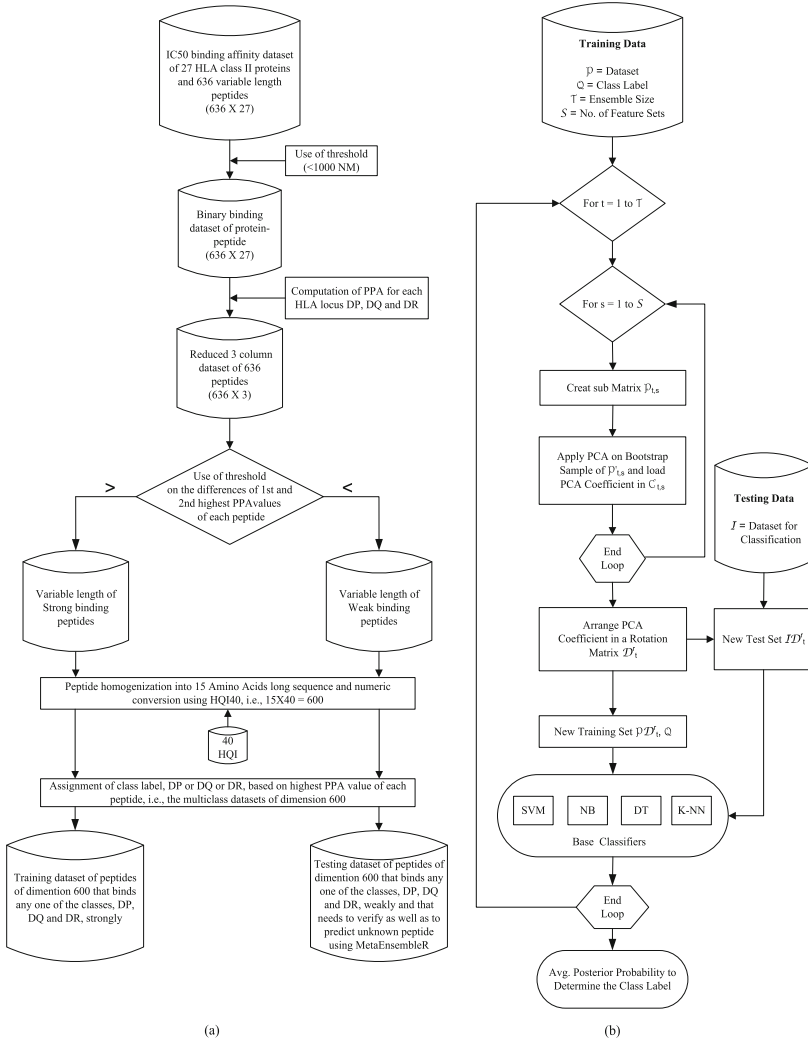 IC50 binding affinity dataset
of 27 HLA class II proteins
and 636 variable length
peptides
(636 X 27)
Use of threshold
(<1000 NM)
Binary binding
dataset of protein-
peptide
(636 X 27)
Computation of PPA for each
HLA locus DP, DQ and DR
Reduced 3 column
dataset of 636
peptides
(636 X 3)
Use of threshold
on the differences of 1st and
2nd highest PPAvalues
of each peptide
>
<
Variable length of
Strong binding
peptides
Variable length of
Weak binding
peptides
Peptide homogenization into 15 Amino Acids long sequence and numeric
conversion using HQI40, i.e., 15X40 = 600
40
HQI
Assignment of class label, DP or DQ or DR, based on highest PPA value of each
peptide, i.e., the multiclass datasets of dimension 600
Training dataset of peptides
of dimention 600 that binds
any one of the classes, DP,
DQ and DR, strongly
Testing dataset of peptides of
dimention 600 that binds any
one of the classes, DP, DQ
and DR, weakly and that
needs to verify as well as to
predict unknown peptide
using MetaEnsembleR
(a)
Training Data
P = Dataset
Q = Class Label
T = Ensemble Size
S = No. of Feature Sets
For t = 1 to T
For s = 1 to S
Creat sub Matrix P t,s
Apply PCA on Bootstrap
Sample of P' t,s and load
PCA Coefficient in C' t,s
End
Loop
Testing Data
I = Dataset for
Classification
Arrange PCA
Coefficient in a Rotation
Matrix D^r t
New Test Set ID^r t
New Training Set PD^r t, Q
SVM
NB
DT
K-NN
Base Classifiers
End
Loop
Avg. Posterior Probability to
Determine the Class Label
(b)